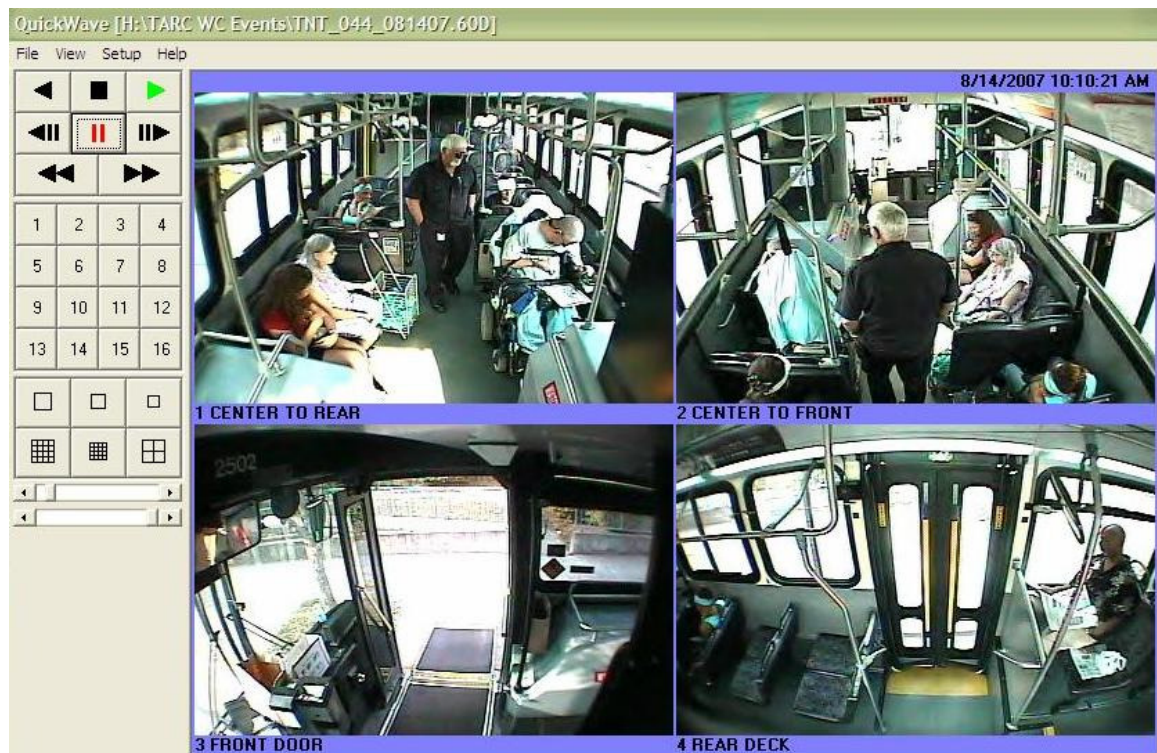 QuickWave [H:\TARC WC Events\TNT_044_081407.60D]
File View Setup Help
8/14/2007 10:10:21 AM
1 2 3 4
5 6 7 8
9 10 11 12
13 14 15 16
1 CENTER TO REAR
2 CENTER TO FRONT
2502
3 FRONT DOOR
4 REAR DECK